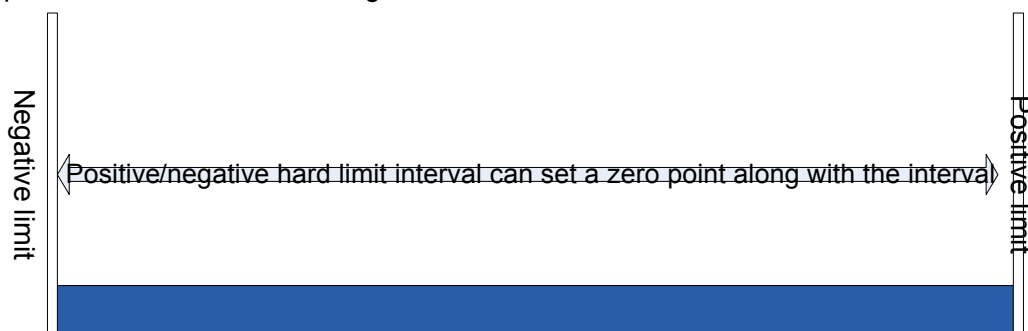 Negative limit
Positive/negative hard limit interval can set a zero point along with the interval
Positive limit